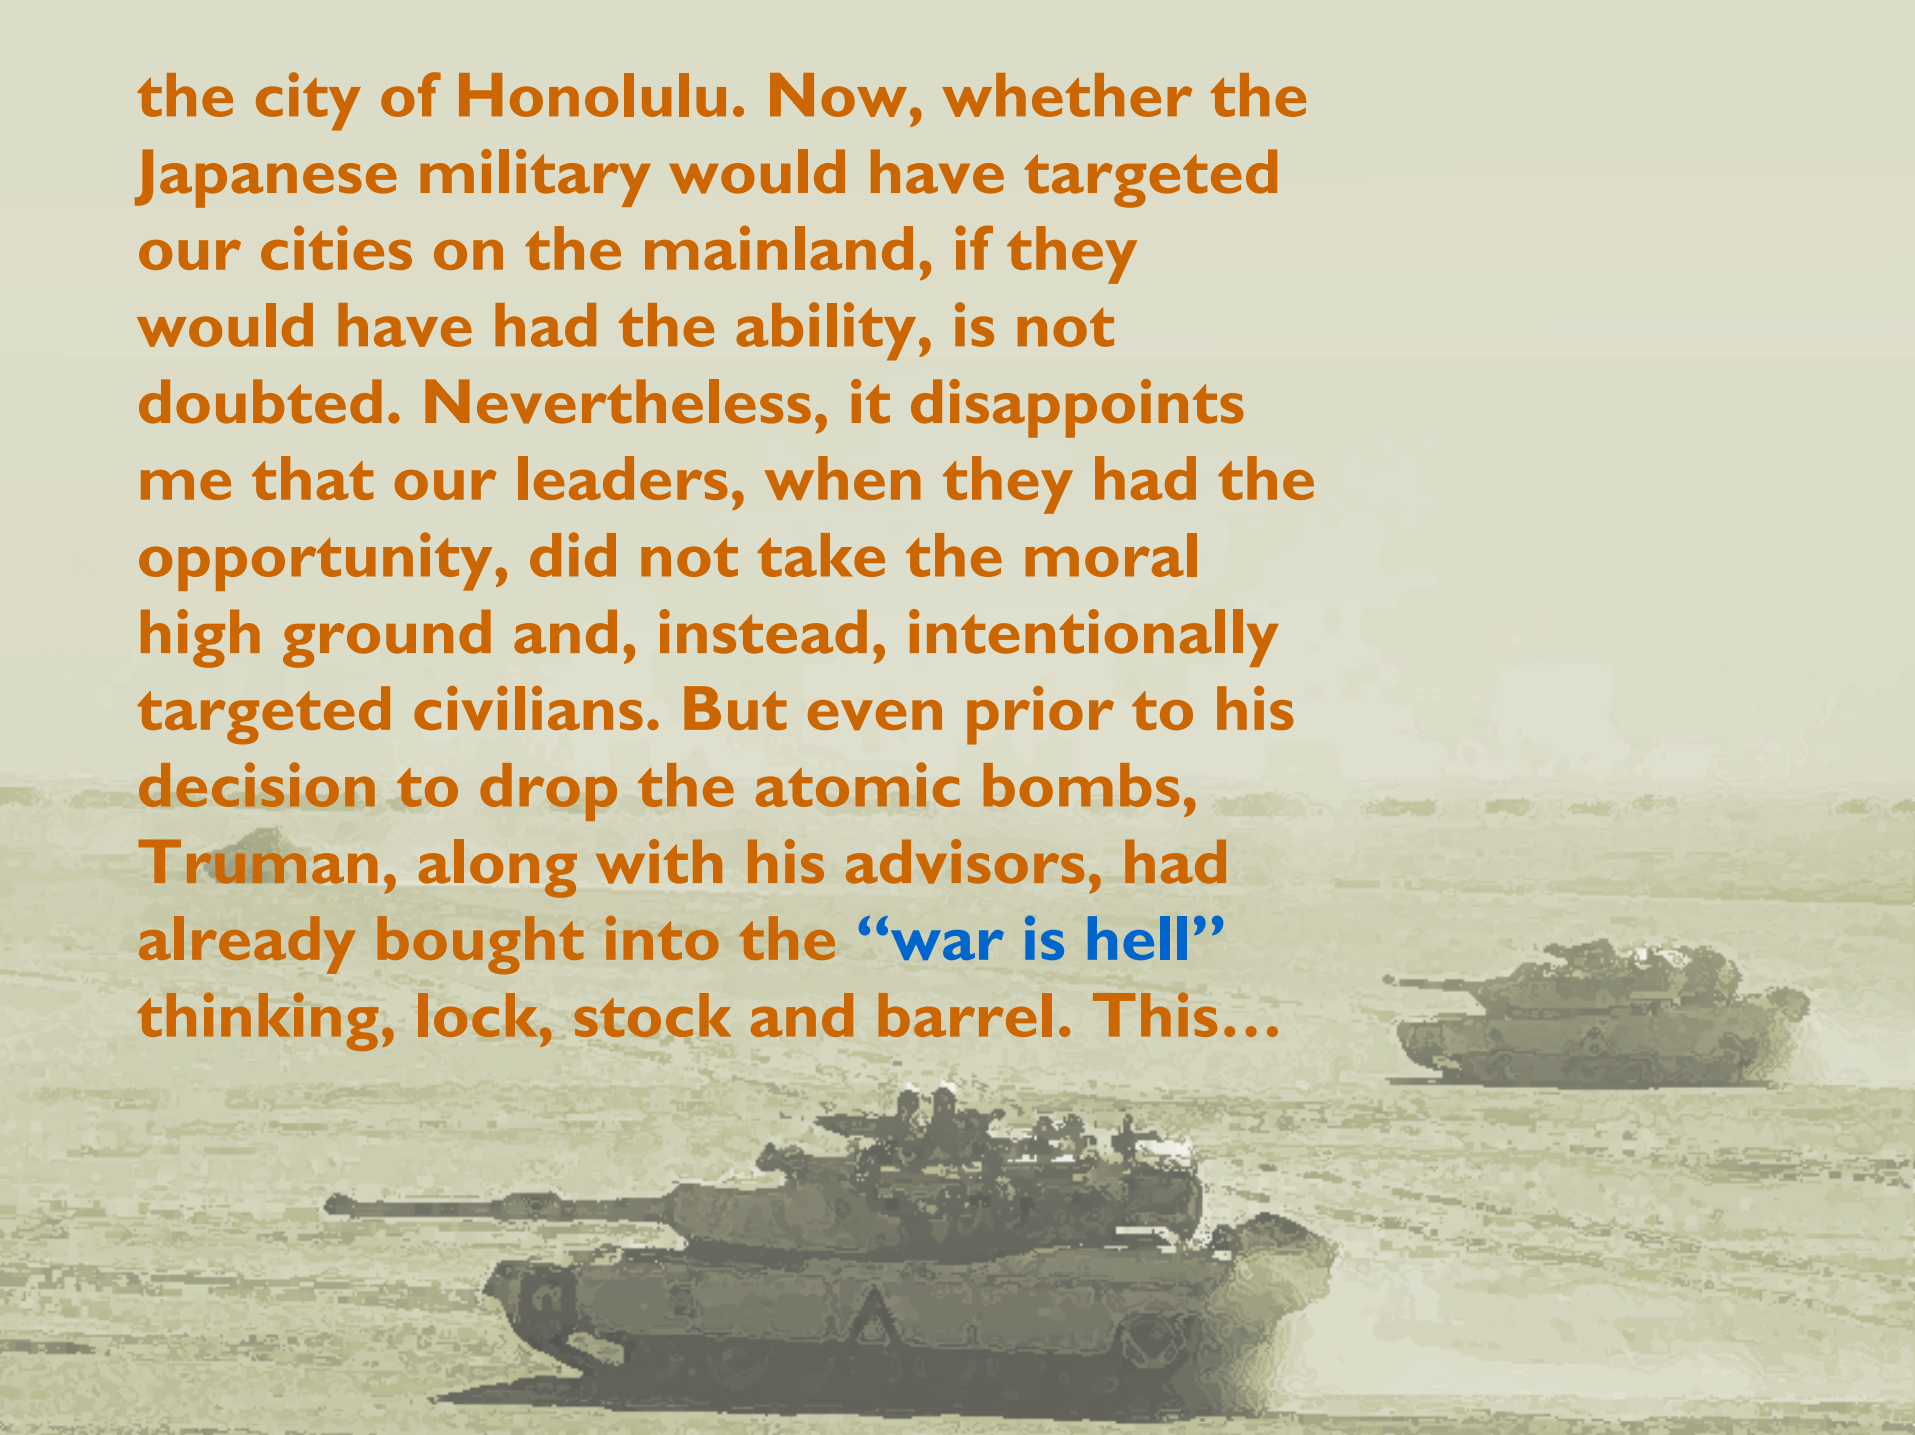 the city of Honolulu. Now, whether the
Japanese military would have targeted
our cities on the mainland, if they
would have had the ability, is not
doubted. Nevertheless, it disappoints
me that our leaders, when they had the
opportunity, did not take the moral
high ground and, instead, intentionally
targeted civilians. But even prior to his
decision to drop the atomic bombs,
Truman, along with his advisors, had
already bought into the “war is hell”
thinking, lock, stock and barrel. This…